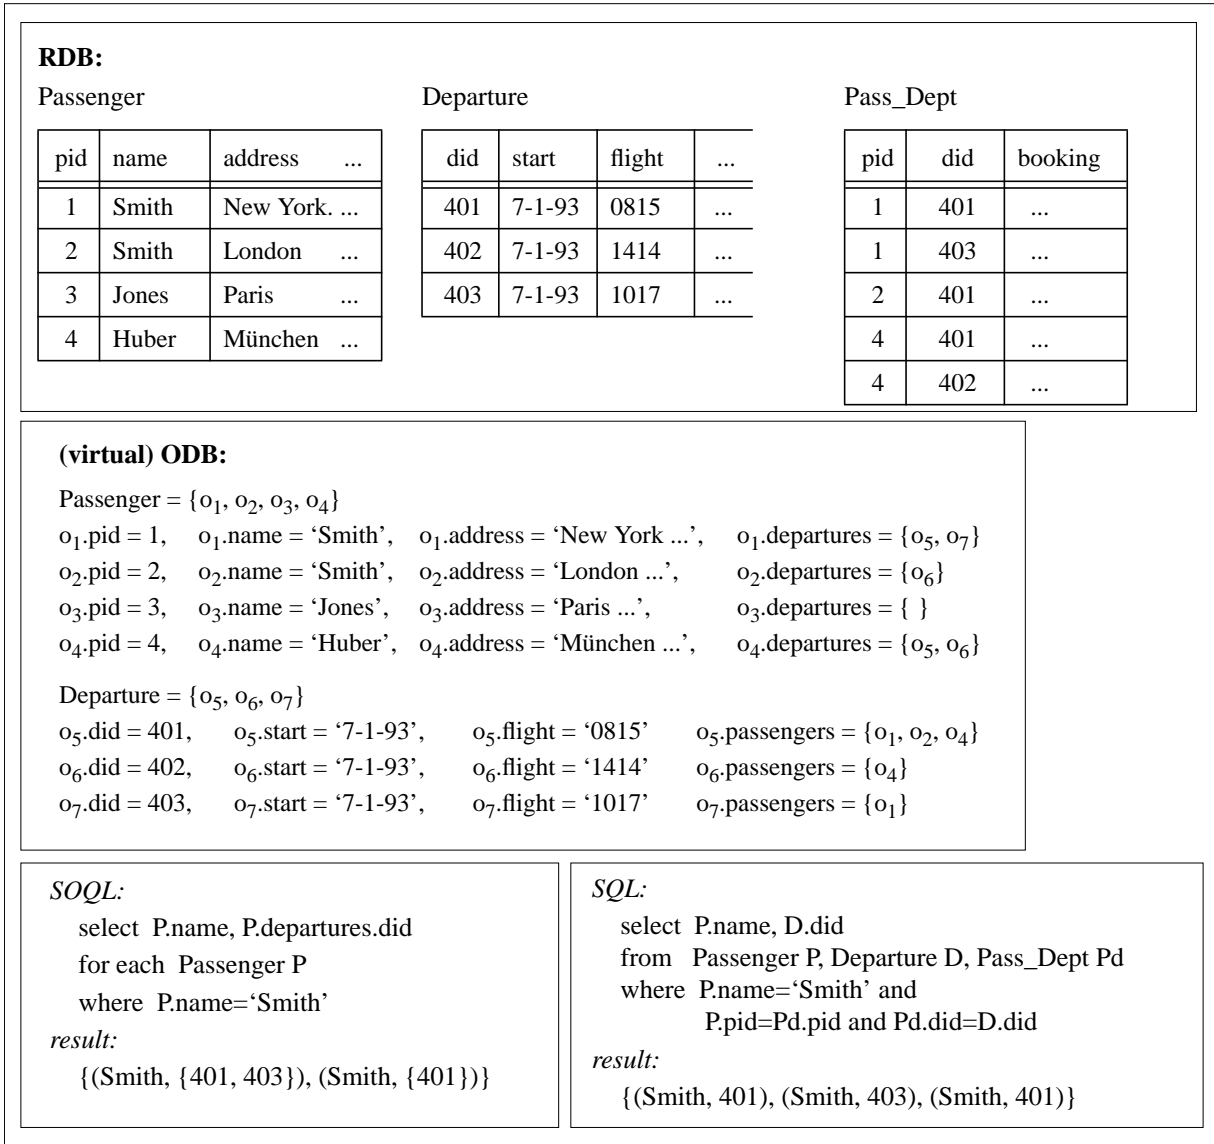 RDB:
Passenger Departure Pass_Dept
pid name address ... did start flight ... pid did booking
1 Smith New York. ... 401 7-1-93 0815 ... 1 401 ...
2 Smith London ... 402 7-1-93 1414 ... 1 403 ...
3 Jones Paris ... 403 7-1-93 1017 ... 2 401 ...
4 Huber München ... 4 401 ...
4 402 ...
(virtual) ODB:
Passenger = {o1, o2, o3, o4}
o1.pid = 1, o1.name = ‘Smith’, o1.address = ‘New York ...’, o1.departures = {o5, o7}
o2.pid = 2, o2.name = ‘Smith’, o2.address = ‘London ...’, o2.departures = {o6}
o3.pid = 3, o3.name = ‘Jones’, o3.address = ‘Paris ...’, o3.departures = { }
o4.pid = 4, o4.name = ‘Huber’, o4.address = ‘München ...’, o4.departures = {o5, o6}
Departure = {o5, o6, o7}
o5.did = 401, o5.start = ‘7-1-93’, o5.flight = ‘0815’ o5.passengers = {o1, o2, o4}
o6.did = 402, o6.start = ‘7-1-93’, o6.flight = ‘1414’ o6.passengers = {o4}
o7.did = 403, o7.start = ‘7-1-93’, o7.flight = ‘1017’ o7.passengers = {o1}
SOQL:
select P.name, P.departures.did
for each Passenger P
where P.name=‘Smith’
result:
{(Smith, {401, 403}), (Smith, {401})}
SQL:
select P.name, D.did
from Passenger P, Departure D, Pass_Dept Pd
where P.name=‘Smith’ and
P.pid=Pd.pid and Pd.did=D.did
result:
{(Smith, 401), (Smith, 403), (Smith, 401)}